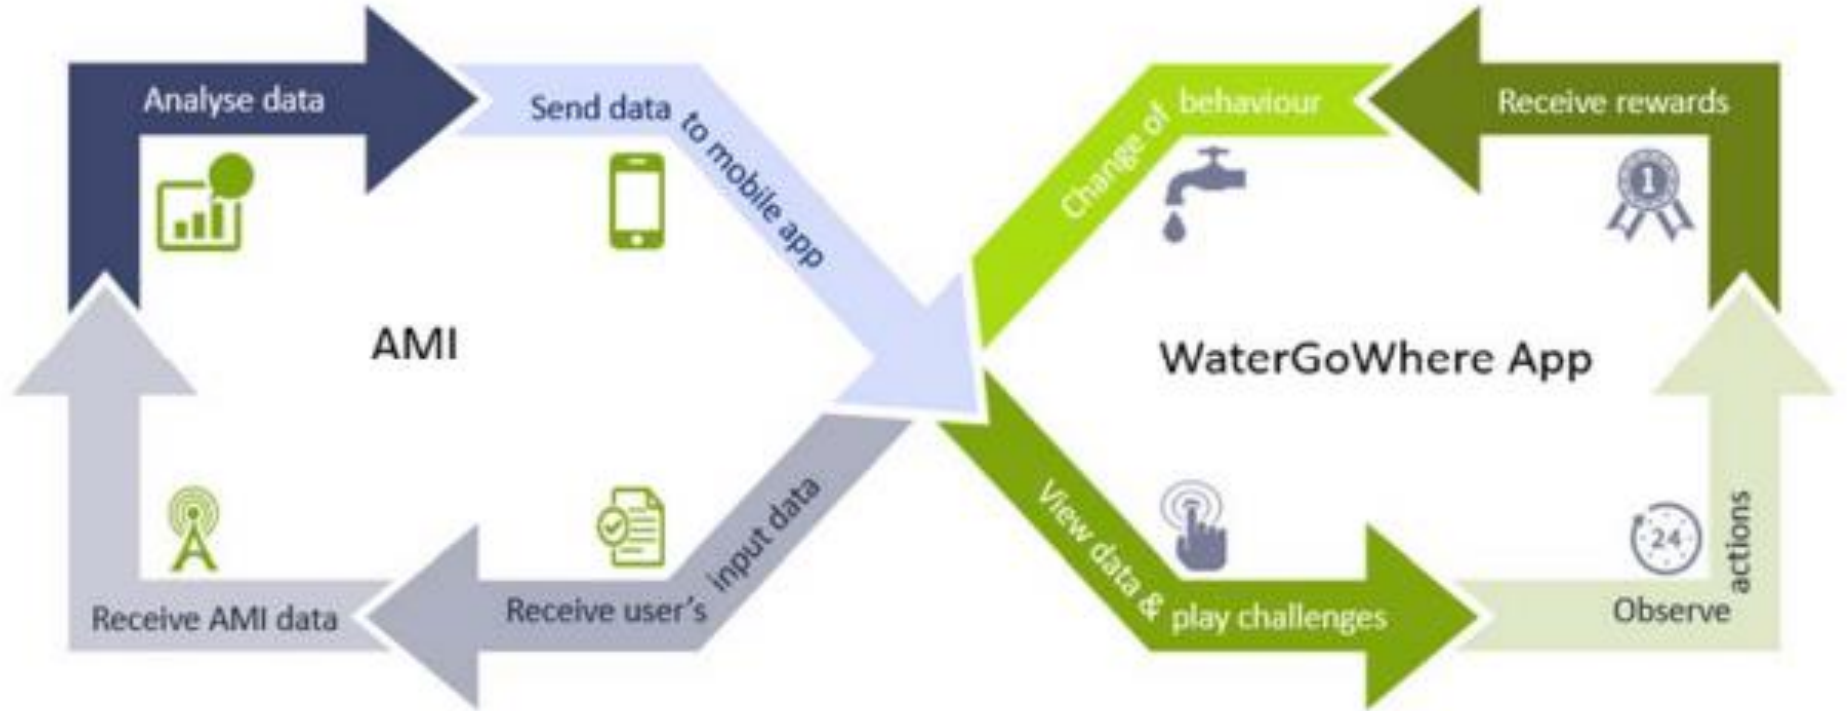 Analyse data
Send data to mobile app
Change of behaviour
Receive rewards
1
AMI
WaterGoWhere App
Receive AMI data
Receive user's input data
View data & play challenges
24
Observe actions